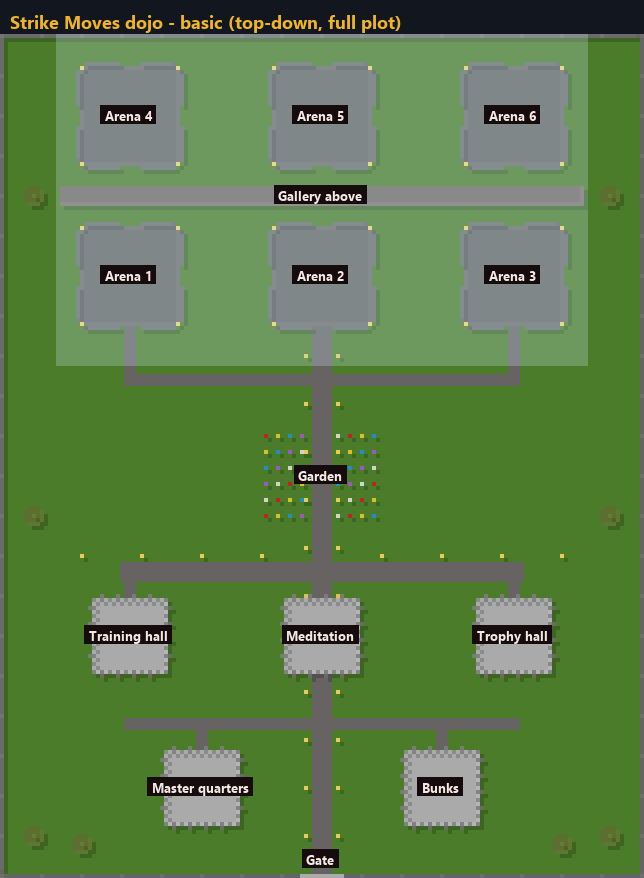 Strike Moves dojo - basic (top-down, full plot)
Arena 4
Arena 5
Arena 6
Gallery above
Arena 1
Arena 2
Arena 3
Garden
Training hall
Meditation
Trophy hall
Master quarters
Bunks
Gate